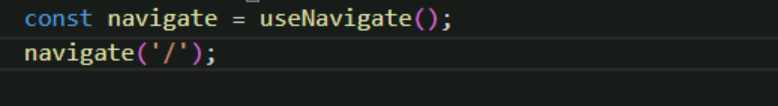 const navigate = useNavigate();
navigate('/');